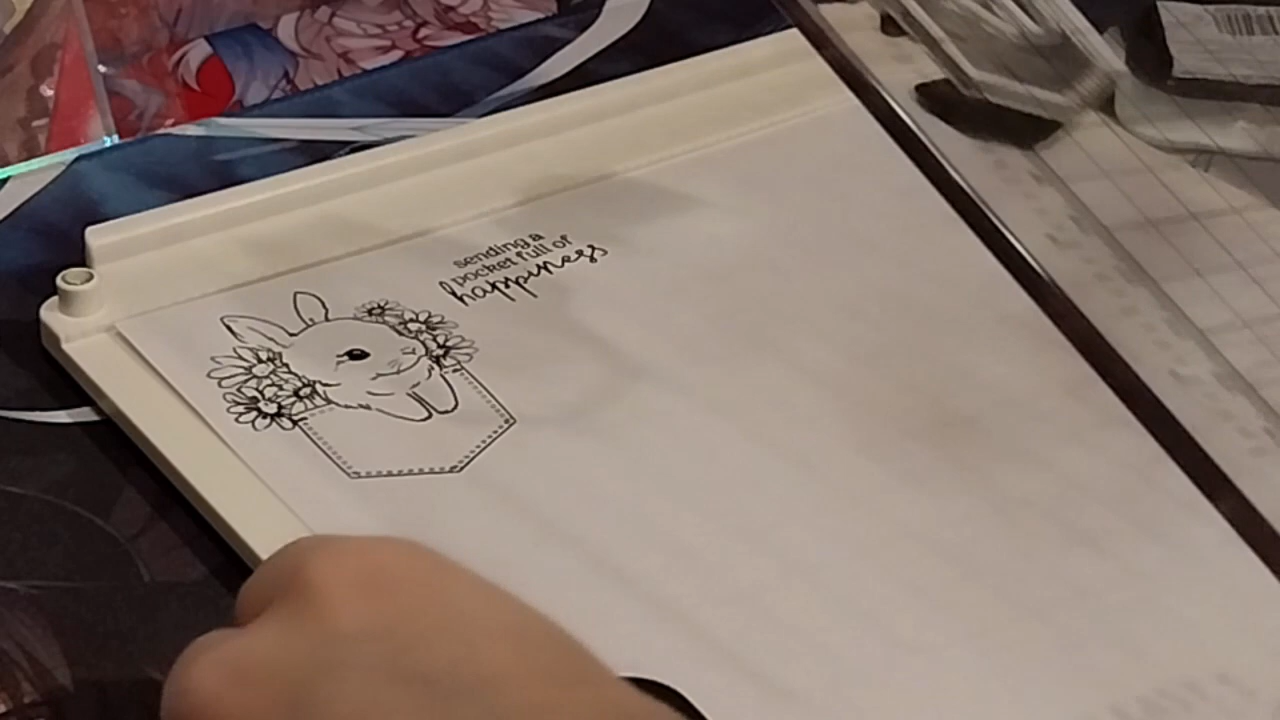 sending a
pocket full of
happiness